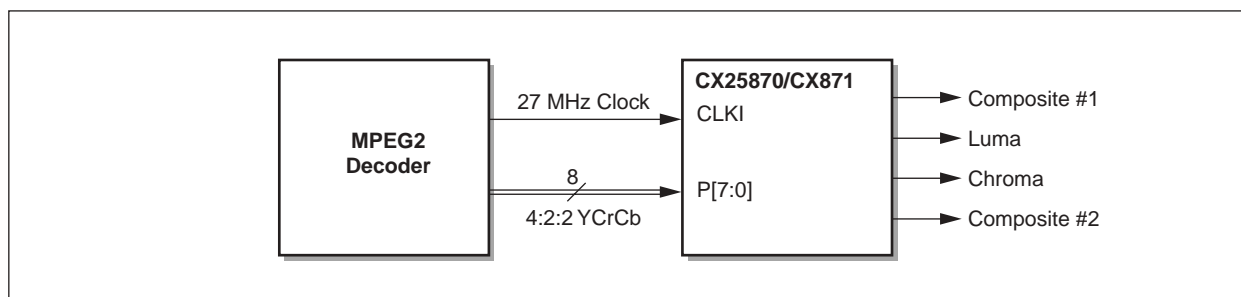 MPEG2
Decoder
27 MHz Clock
8
4:2:2 YCrCb
CX25870/CX871
CLKI
P[7:0]
Composite #1
Luma
Chroma
Composite #2